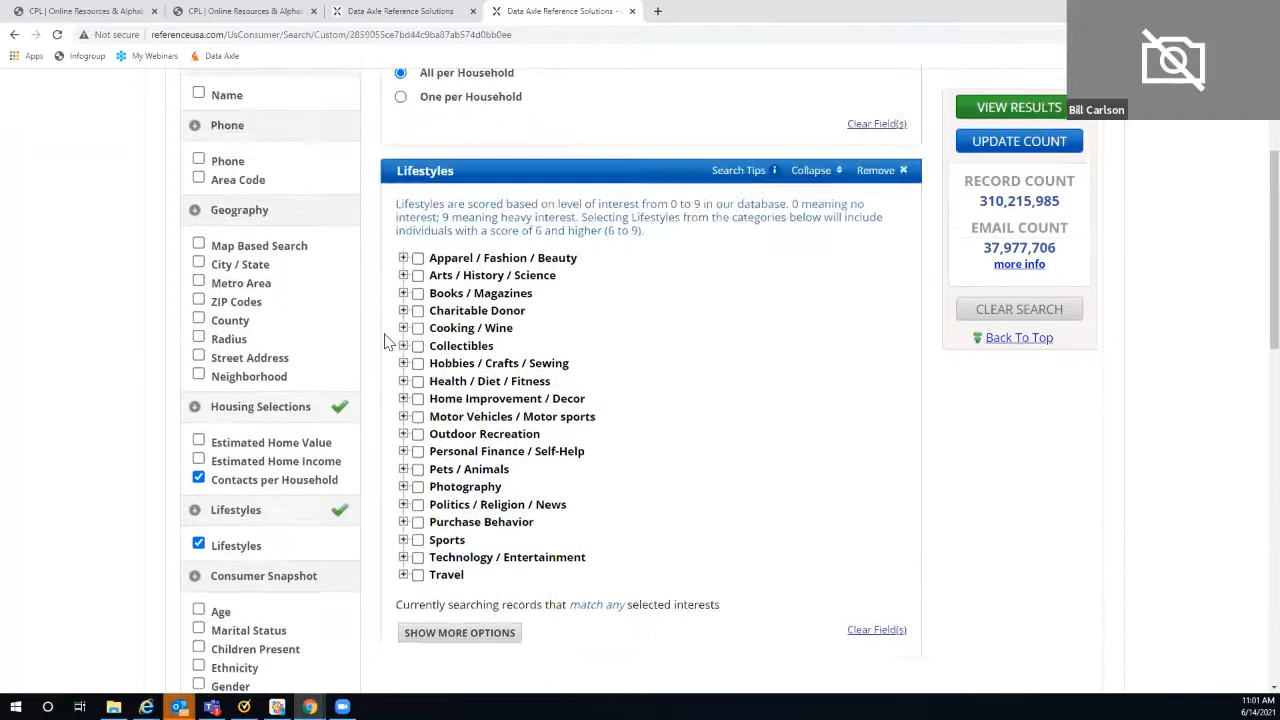 CPL | Online Resources & Alphab
CPL | Online Resources & Alphab
Data Axle Reference Solutions
Data Axle Reference Solutions -
Not secure | referenceusa.com/UsConsumer/Search/Custom/2859055ce7bd44c9ba87ab574d0bb0ee
Apps
Infogroup
My Webinars
Data Axle
Name
Phone
Phone
Area Code
Geography
Map Based Search
City / State
Metro Area
ZIP Codes
County
Radius
Street Address
Neighborhood
Housing Selections
Estimated Home Value
Estimated Home Income
Contacts per Household
Lifestyles
Lifestyles
Consumer Snapshot
Age
Marital Status
Children Present
Ethnicity
Gender
All per Household
One per Household
Clear Field(s)
Lifestyles
Search Tips
Collapse
Remove
Lifestyles are scored based on level of interest from 0 to 9 in our database. 0 meaning no
interest; 9 meaning heavy interest. Selecting Lifestyles from the categories below will include
individuals with a score of 6 and higher (6 to 9).
Apparel / Fashion / Beauty
Arts / History / Science
Books / Magazines
Charitable Donor
Cooking / Wine
Collectibles
Hobbies / Crafts / Sewing
Health / Diet / Fitness
Home Improvement / Decor
Motor Vehicles / Motor sports
Outdoor Recreation
Personal Finance / Self-Help
Pets / Animals
Photography
Politics / Religion / News
Purchase Behavior
Sports
Technology / Entertainment
Travel
Currently searching records that match any selected interests
SHOW MORE OPTIONS
Clear Field(s)
VIEW RESULTS
Bill Carlson
UPDATE COUNT
RECORD COUNT
310,215,985
EMAIL COUNT
37,977,706
more info
CLEAR SEARCH
Back To Top
11:01 AM
6/14/2021